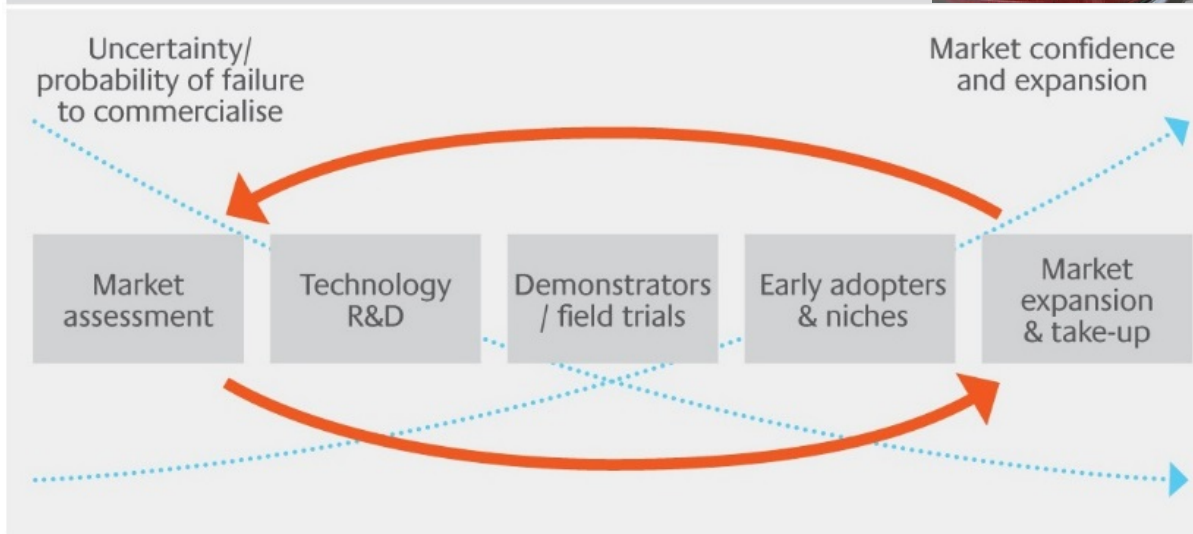 Uncertainty/
probability of failure
to commercialise
Market confidence
and expansion
Market
assessment
Technology
R&D
Demonstrators
/ field trials
Early adopters
& niches
Market
expansion
& take-up